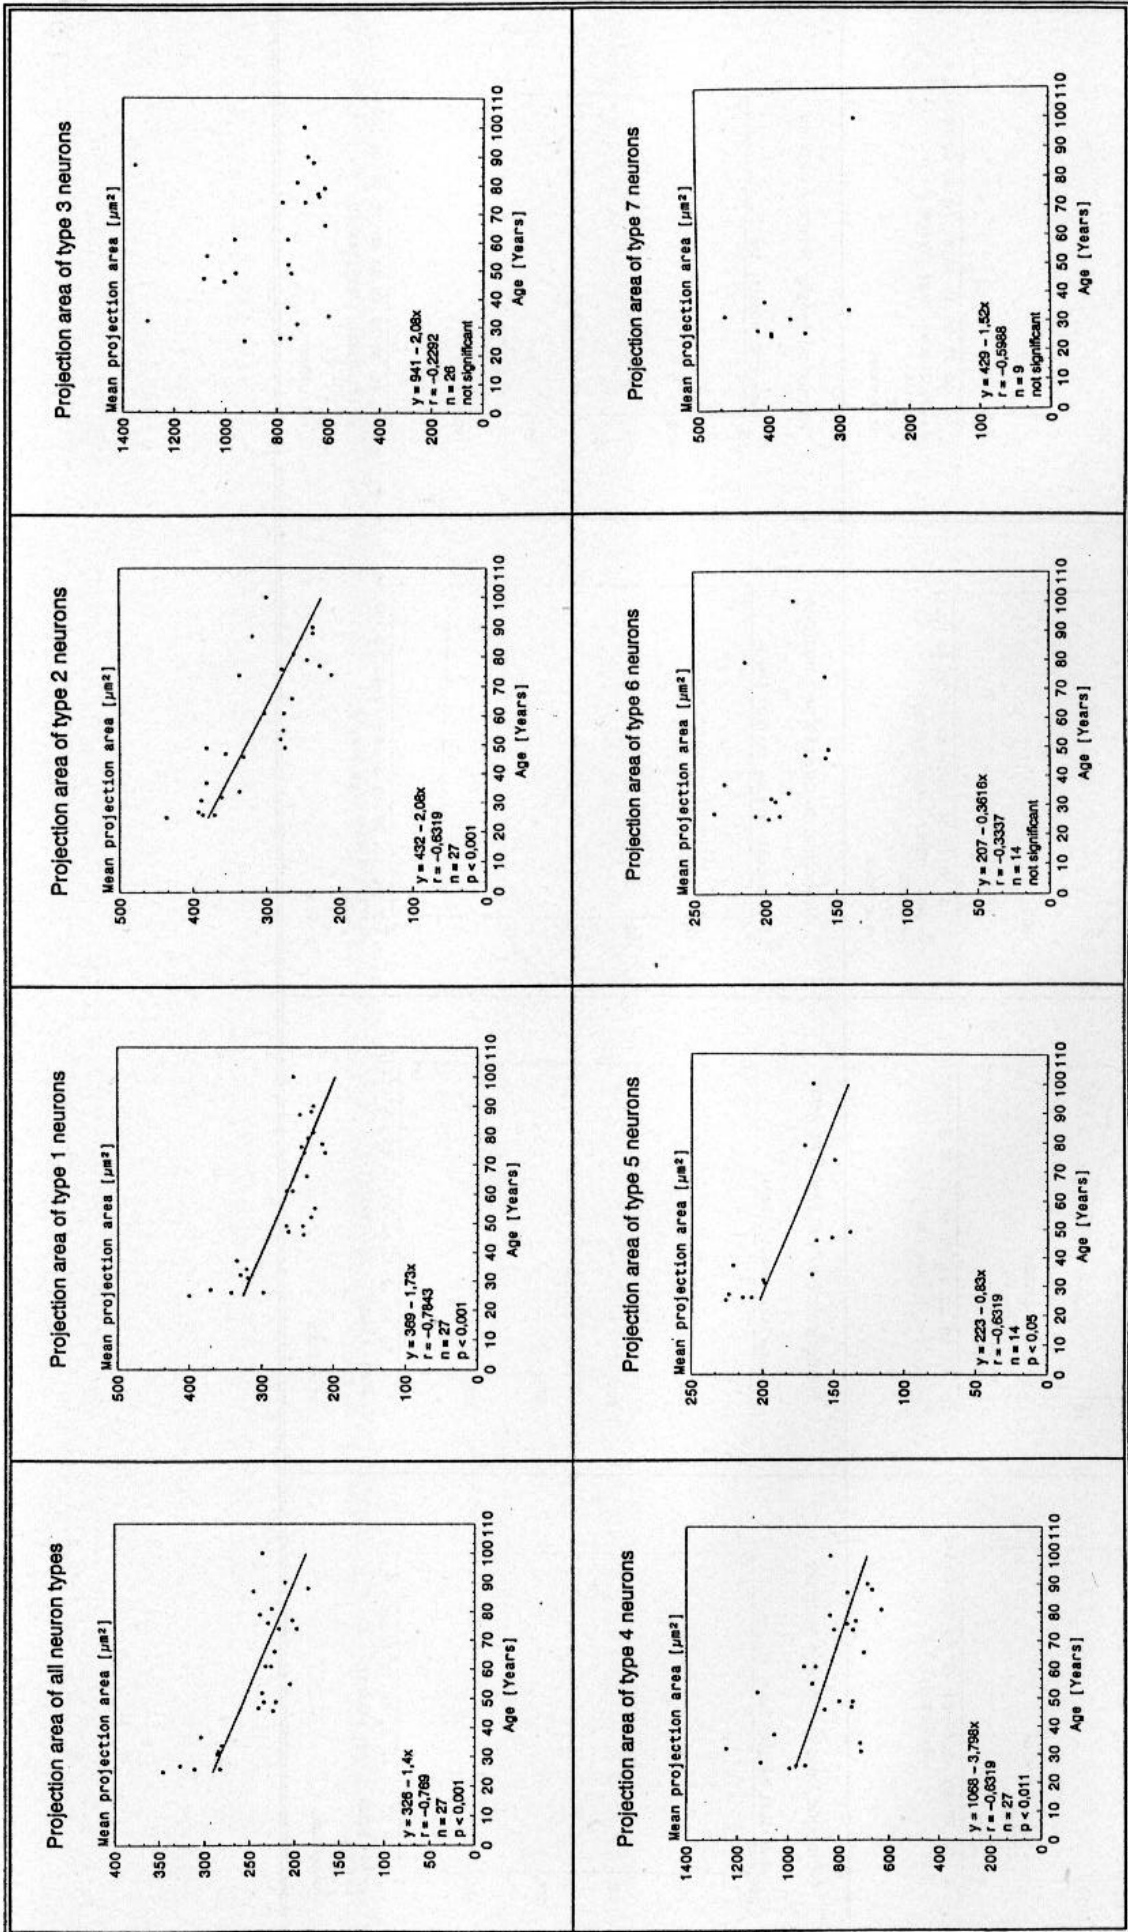 Projection area of all neuron types
Mean projection area [µm²]
400
350
300
250
200
150
100
50
0
y = 326 – 1,4x
r = –0,769
n = 27
p < 0,001
0 10 20 30 40 50 60 70 80 90 100 110
Age [Years]
Projection area of type 1 neurons
Mean projection area [µm²]
500
400
300
200
100
0
y = 369 – 1,73x
r = –0,7843
n = 27
p < 0,001
0 10 20 30 40 50 60 70 80 90 100 110
Age [Years]
Projection area of type 2 neurons
Mean projection area [µm²]
500
400
300
200
100
0
y = 432 – 2,08x
r = –0,6319
n = 27
p < 0,001
0 10 20 30 40 50 60 70 80 90 100 110
Age [Years]
Projection area of type 3 neurons
Mean projection area [µm²]
1400
1200
1000
800
600
400
200
0
y = 941 – 2,08x
r = –0,2292
n = 26
not significant
0 10 20 30 40 50 60 70 80 90 100 110
Age [Years]
Projection area of type 4 neurons
Mean projection area [µm²]
1400
1200
1000
800
600
400
200
0
y = 1068 – 3,798x
r = –0,6319
n = 27
p < 0,011
0 10 20 30 40 50 60 70 80 90 100 110
Age [Years]
Projection area of type 5 neurons
Mean projection area [µm²]
250
200
150
100
50
0
y = 223 – 0,83x
r = –0,6319
n = 14
p < 0,05
0 10 20 30 40 50 60 70 80 90 100 110
Age [Years]
Projection area of type 6 neurons
Mean projection area [µm²]
250
200
150
100
50
0
y = 207 – 0,3616x
r = –0,3337
n = 14
not significant
0 10 20 30 40 50 60 70 80 90 100 110
Age [Years]
Projection area of type 7 neurons
Mean projection area [µm²]
500
400
300
200
100
0
y = 429 – 1,52x
r = –0,5988
n = 9
not significant
0 10 20 30 40 50 60 70 80 90 100 110
Age [Years]